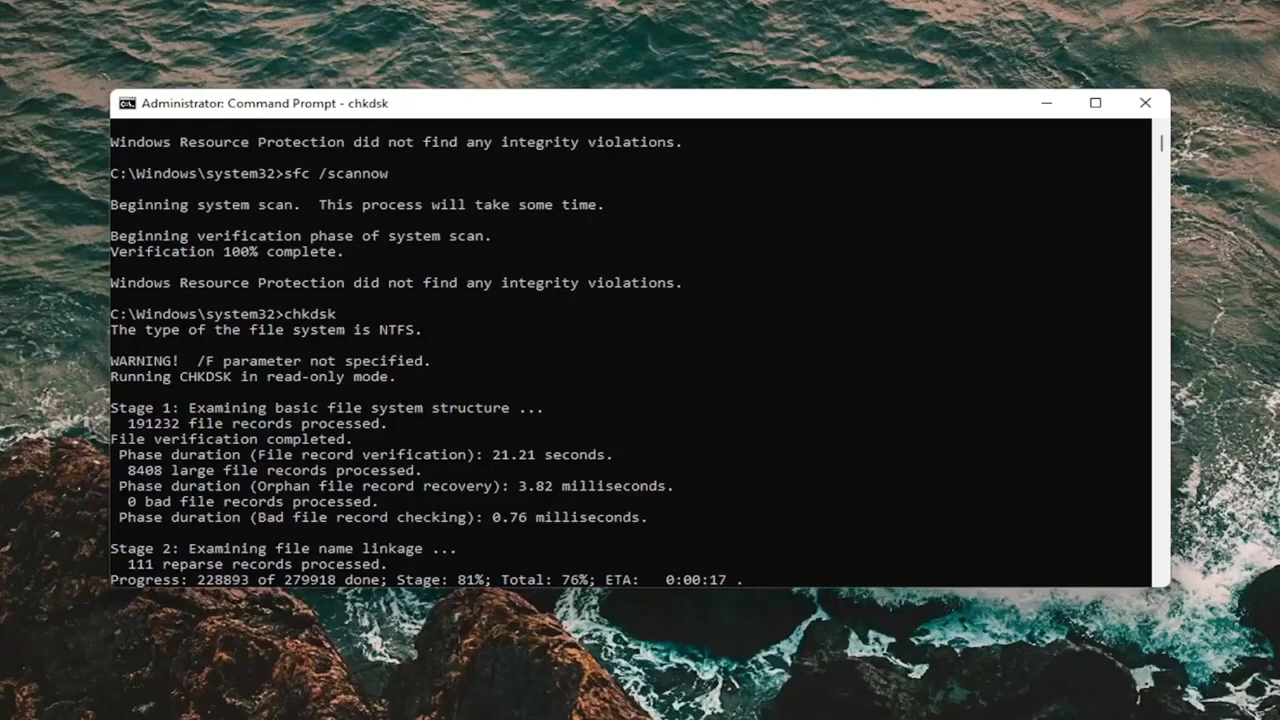 Administrator: Command Prompt - chkdsk
Windows Resource Protection did not find any integrity violations.
C:\Windows\system32>sfc /scannow
Beginning system scan.  This process will take some time.
Beginning verification phase of system scan.
Verification 100% complete.
Windows Resource Protection did not find any integrity violations.
C:\Windows\system32>chkdsk
The type of the file system is NTFS.
WARNING!  /F parameter not specified.
Running CHKDSK in read-only mode.
Stage 1: Examining basic file system structure ...
191232 file records processed.
File verification completed.
Phase duration (File record verification): 21.21 seconds.
8408 large file records processed.
Phase duration (Orphan file record recovery): 3.82 milliseconds.
0 bad file records processed.
Phase duration (Bad file record checking): 0.76 milliseconds.
Stage 2: Examining file name linkage ...
111 reparse records processed.
Progress: 228893 of 279918 done; Stage: 81%; Total: 76%; ETA:   0:00:17 .